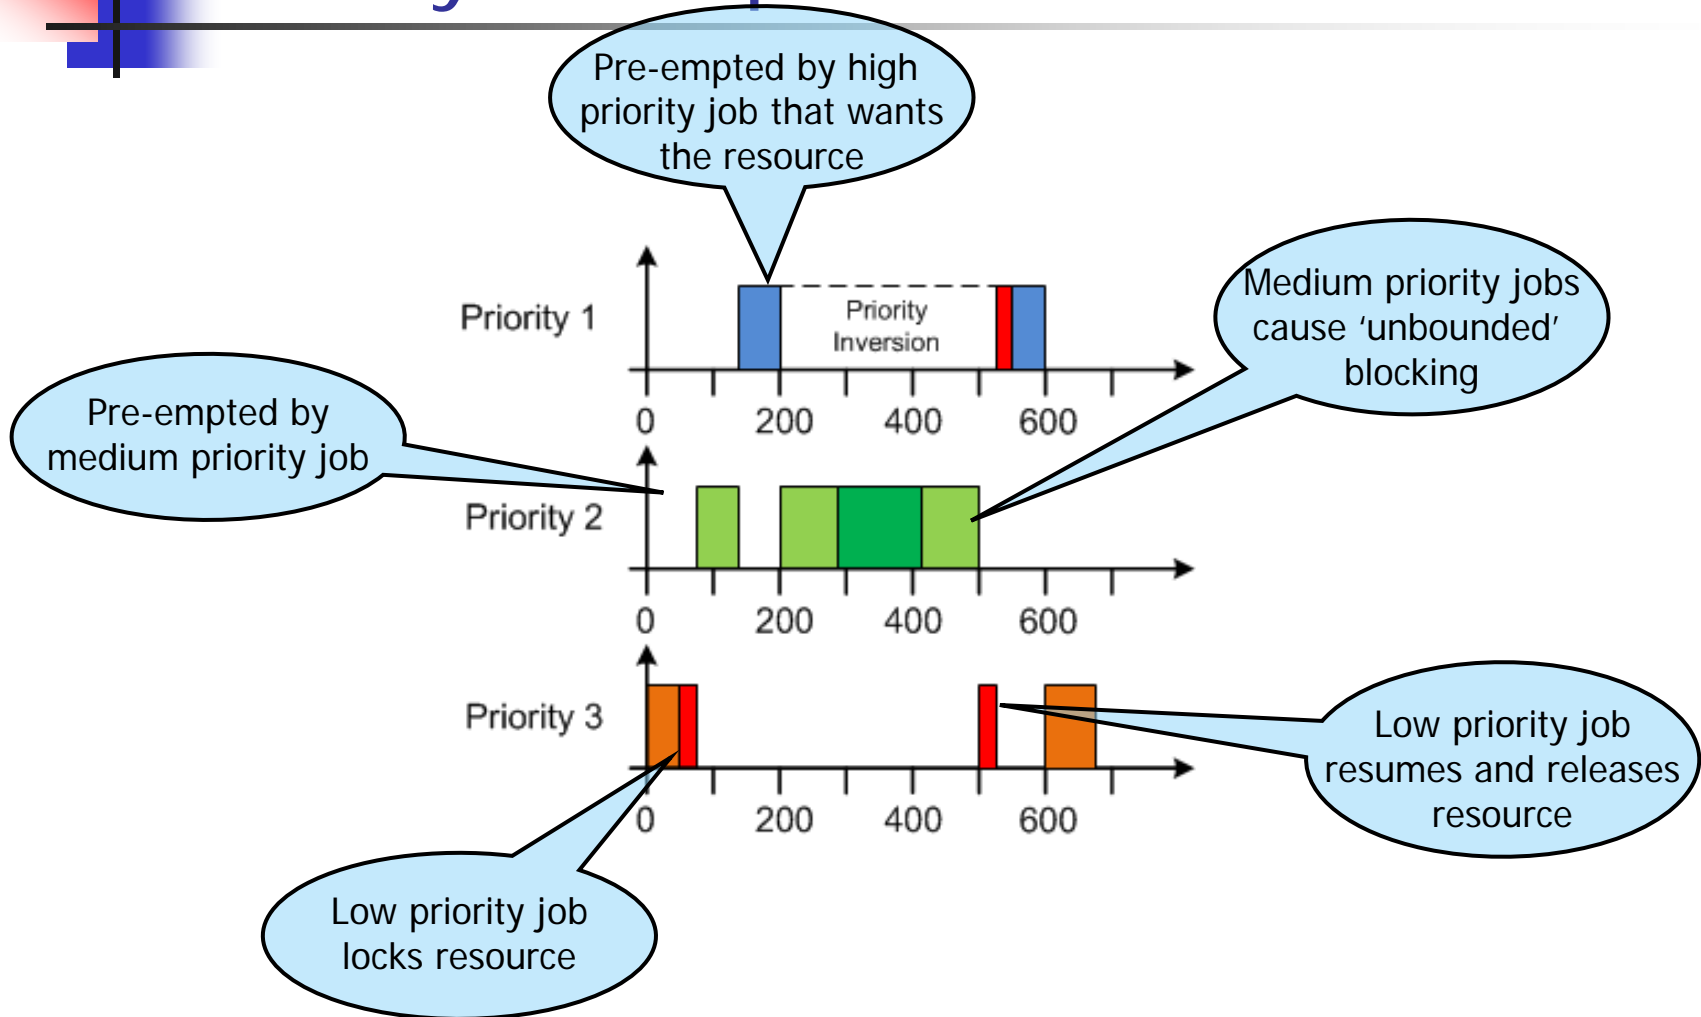 Pre-empted by high
priority job that wants
the resource
Priority 1
Priority
Inversion
0 200 400 600
Medium priority jobs
cause ‘unbounded’
blocking
Pre-empted by
medium priority job
Priority 2
0 200 400 600
Priority 3
0 200 400 600
Low priority job
resumes and releases
resource
Low priority job
locks resource